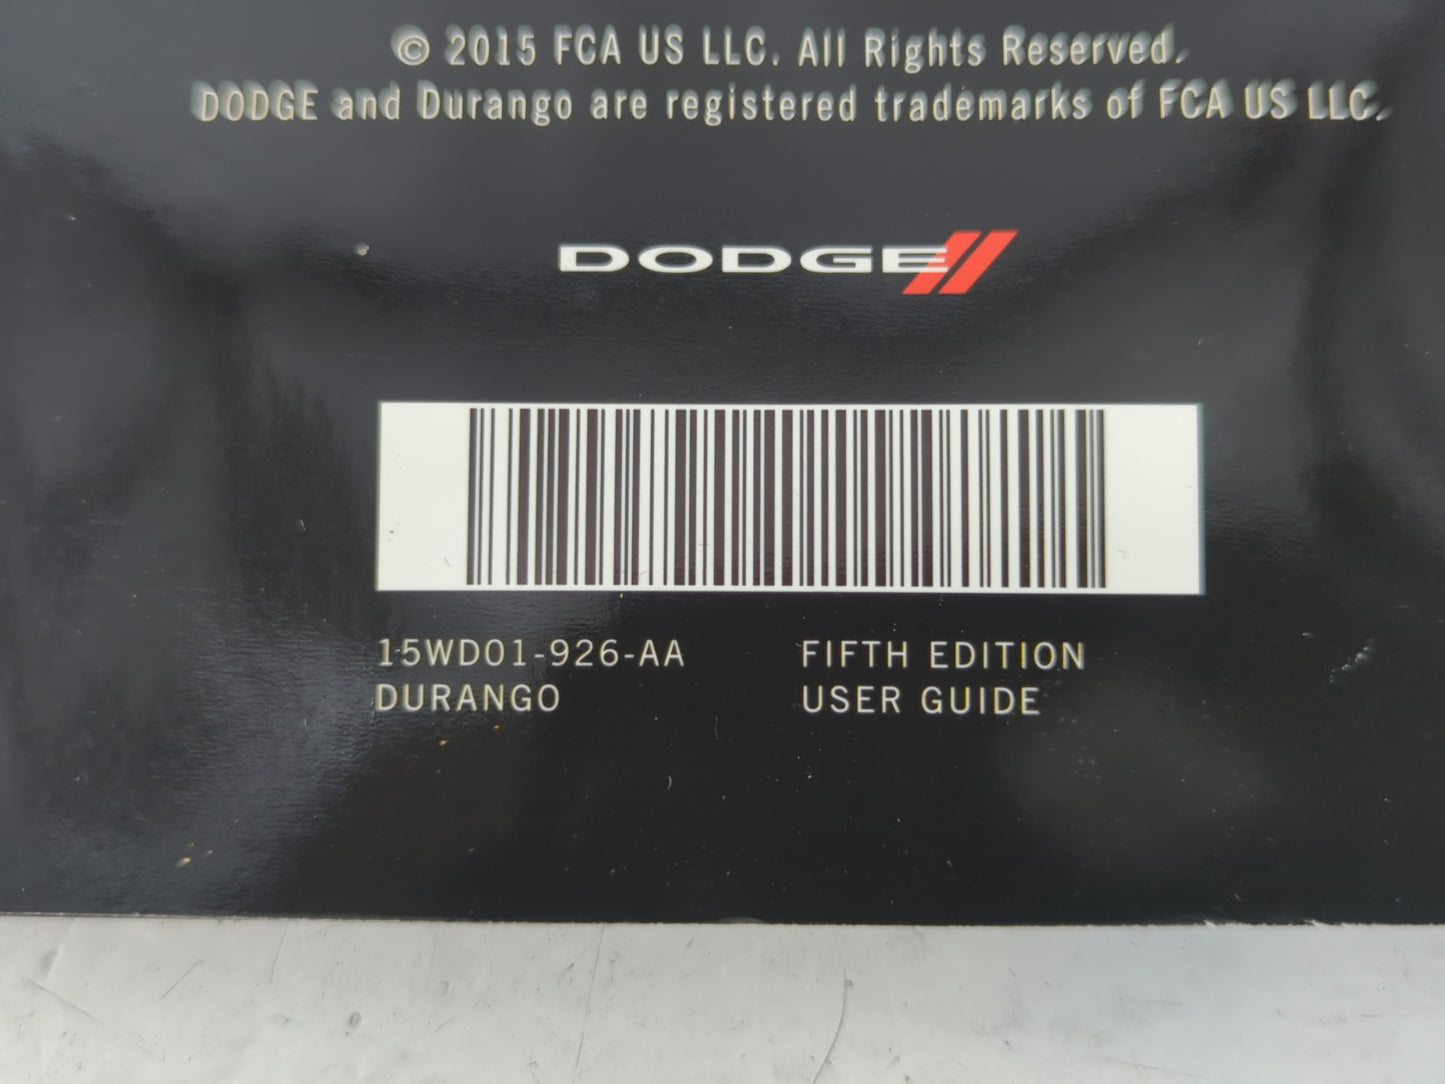 © 2015 FCA US LLC. All Rights Reserved.
DODGE and Durango are registered trademarks of FCA US LLC.
DODGE
15WD01-926-AA FIFTH EDITION
DURANGO USER GUIDE